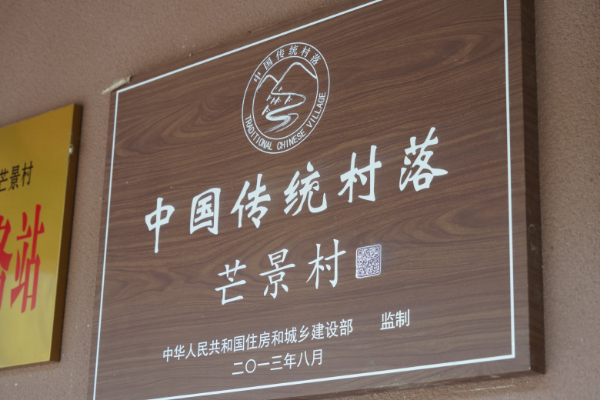 中国传统村落
TRADITIONAL CHINESE VILLAGE
中国传统村落
芒景村
中华人民共和国住房和城乡建设部 监制
二〇一三年八月
芒景村
站